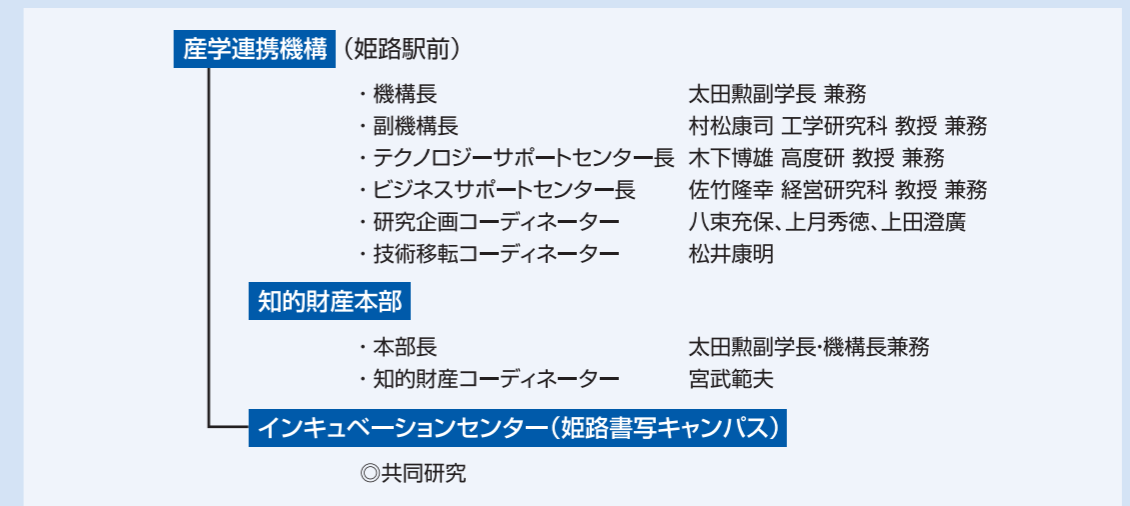 産学連携機構（姫路駅前）
・機構長 太田勲副学長 兼務
・副機構長 村松康司 工学研究科 教授 兼務
・テクノロジーサポートセンター長 木下博雄 高度研 教授 兼務
・ビジネスサポートセンター長 佐竹隆幸 経営研究科 教授 兼務
・研究企画コーディネーター 八束充保、上月秀徳、上田澄廣
・技術移転コーディネーター 松井康明
知的財産本部
・本部長 太田勲副学長・機構長兼務
・知的財産コーディネーター 宮武範夫
インキュベーションセンター（姫路書写キャンパス）
◎共同研究